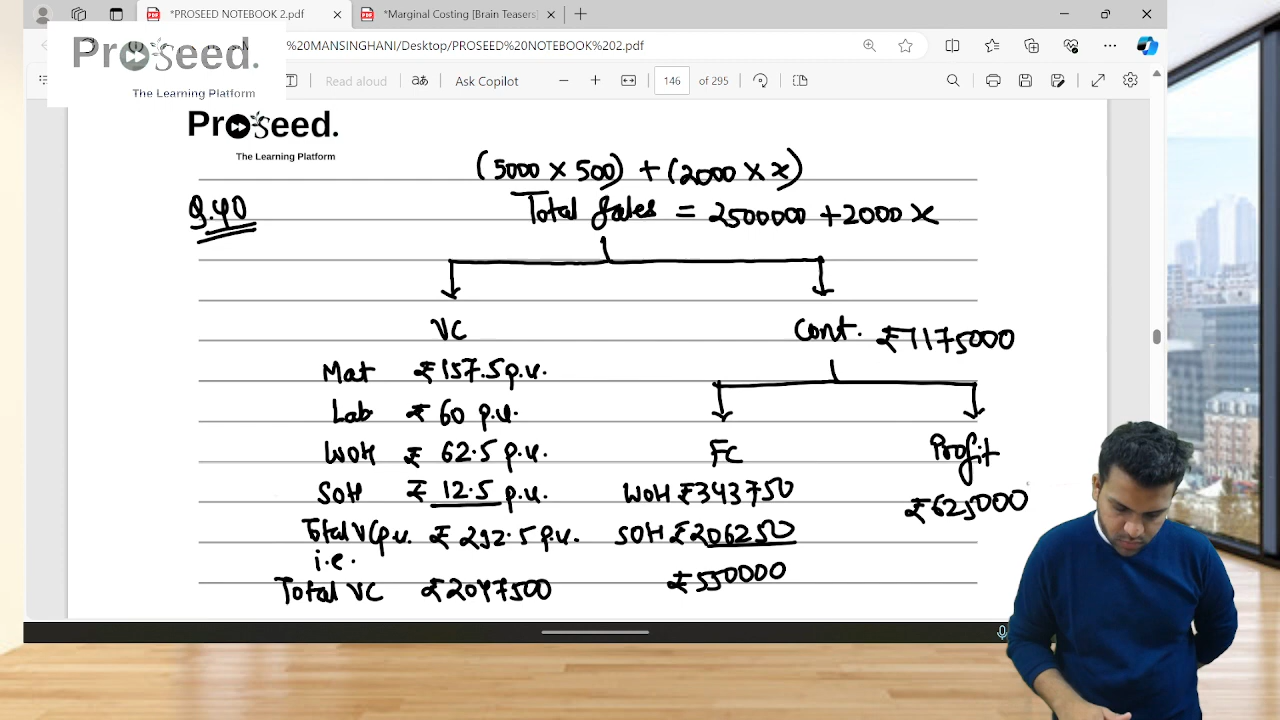 *PROSEED NOTEBOOK 2.pdf
*Marginal Costing [Brain Teasers]
Proseed.
The Learning Platform
%20MANSINGHANI/Desktop/PROSEED%20NOTEBOOK%202.pdf
Read aloud
aあ
Ask Copilot
146 of 295
Proseed.
The Learning Platform
(5000 × 500) + (2000 × x)
Q.40
Total Sales = 2500000 + 2000 x
VC
Cont. ₹1175000
Mat ₹157.5 p.u.
Lab ₹ 60 p.u.
WOH ₹ 62.5 p.u.
FC
Profit
SOH ₹ 12.5 p.u.
WOH ₹343750
₹625000
Total VC p.u. ₹ 292.5 p.u.
SOH ₹206250
i.e.
Total VC ₹2047500
₹550000